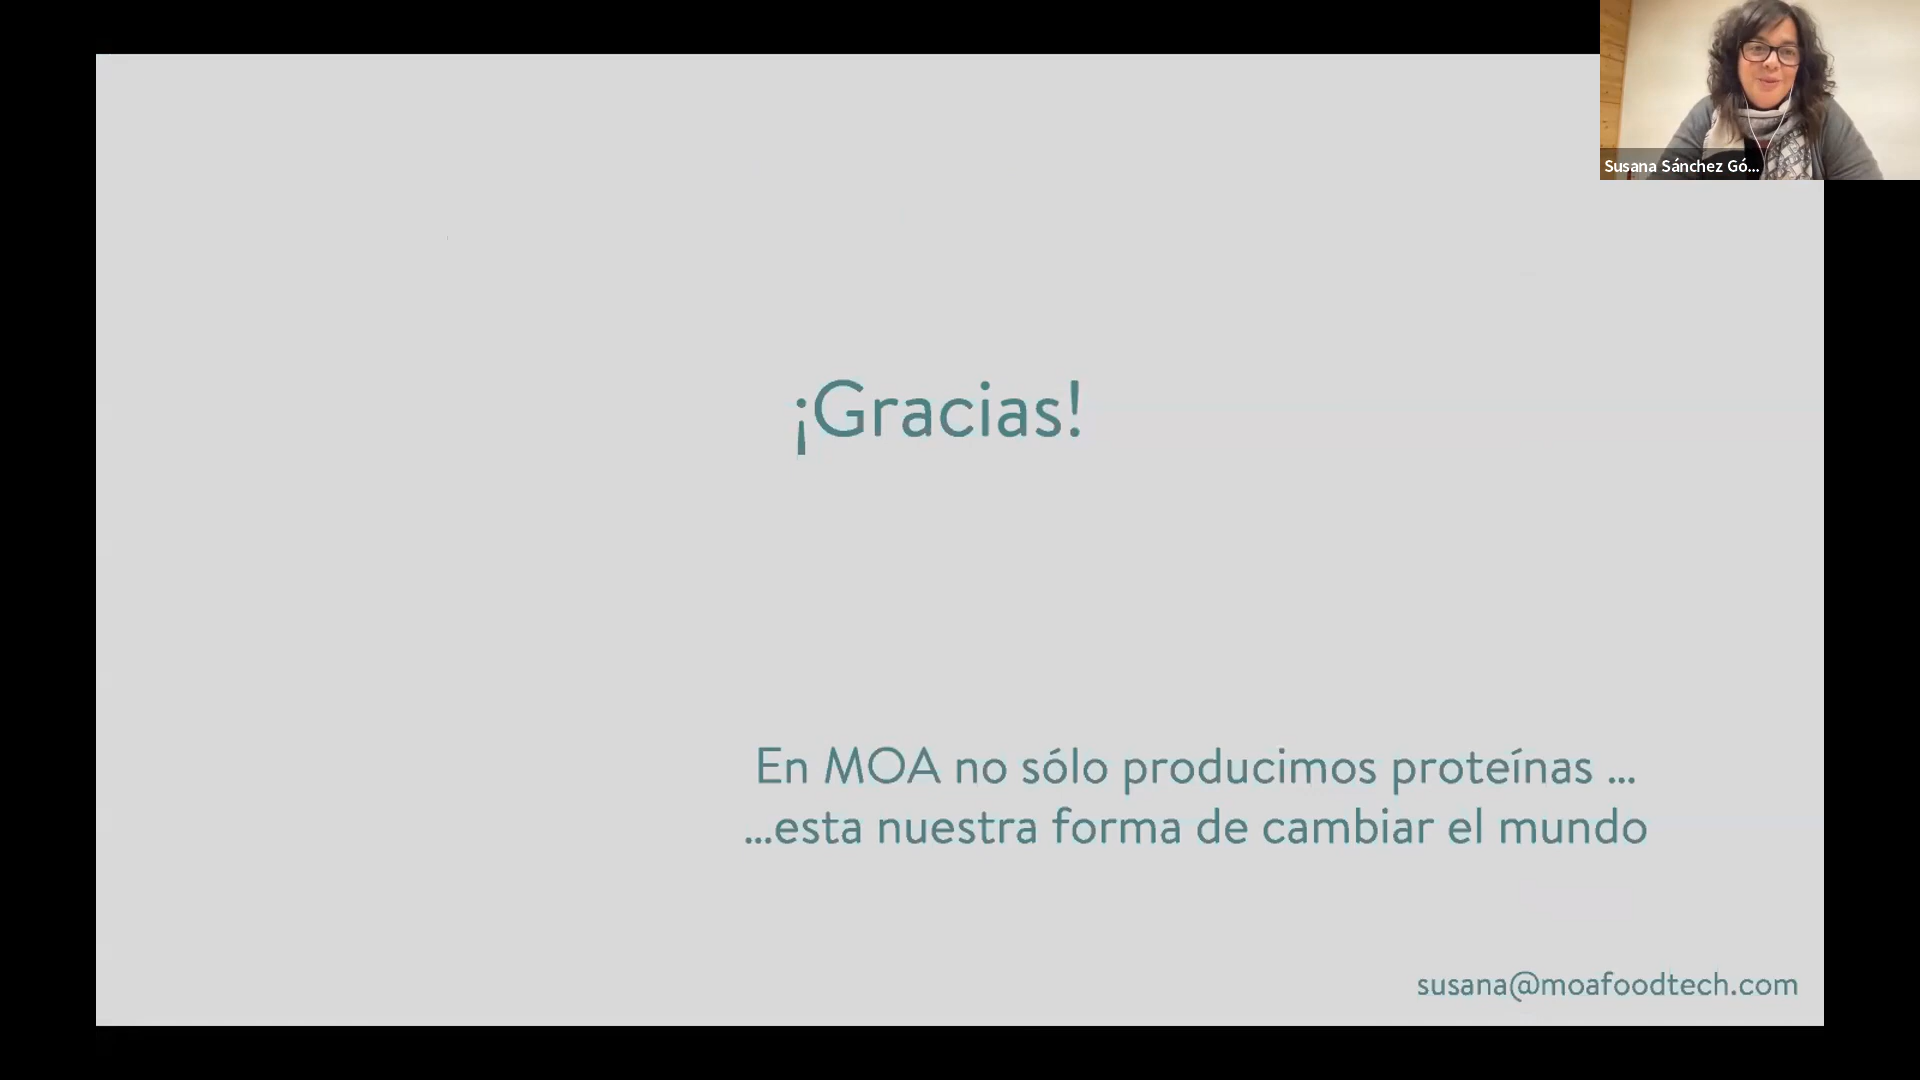 Susana Sánchez Gó...
¡Gracias!
En MOA no sólo producimos proteínas ...
...esta nuestra forma de cambiar el mundo
susana@moafoodtech.com